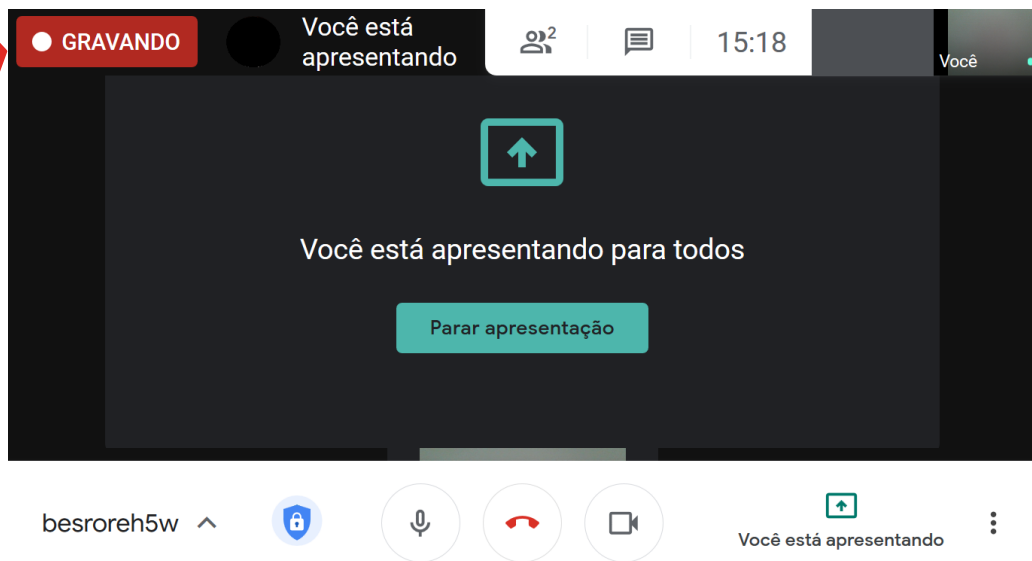 GRAVANDO
Você está
apresentando
2
15:18
Você
Você está apresentando para todos
Parar apresentação
besroreh5w
Você está apresentando